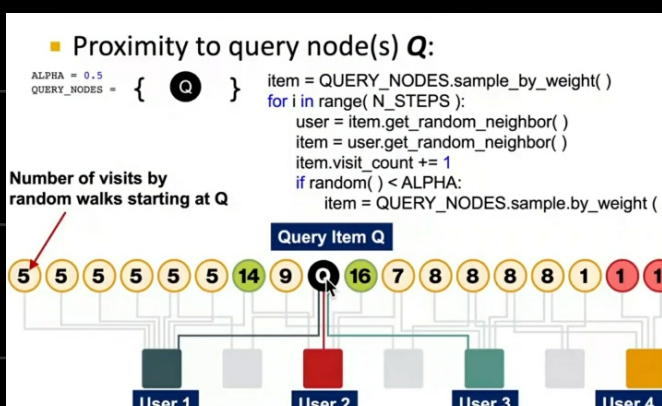 Proximity to query node(s) Q:
ALPHA = 0.5
QUERY_NODES = { Q }
item = QUERY_NODES.sample_by_weight( )
for i in range( N_STEPS ):
user = item.get_random_neighbor( )
item = user.get_random_neighbor( )
item.visit_count += 1
if random( ) < ALPHA:
item = QUERY_NODES.sample.by_weight (
Number of visits by
random walks starting at Q
Query Item Q
5 5 5 5 5 5 14 9 Q 16 7 8 8 8 8 1 1 1
User 1 User 2 User 3 User 4